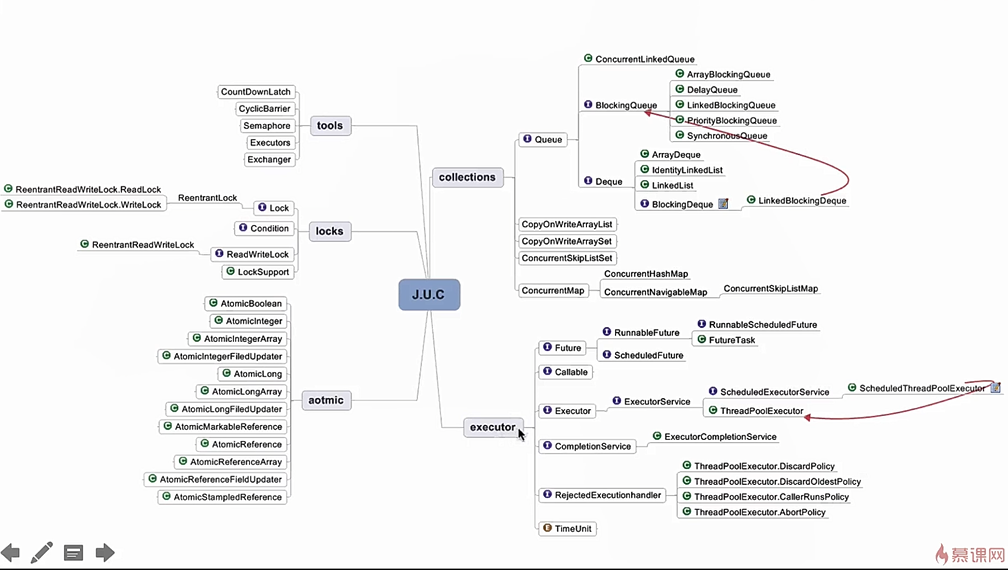 J.U.C
tools
CountDownLatch
CyclicBarrier
Semaphore
Executors
Exchanger
locks
Lock
ReentrantLock
ReentrantReadWriteLock.ReadLock
ReentrantReadWriteLock.WriteLock
Condition
ReadWriteLock
ReentrantReadWriteLock
LockSupport
aotmic
AtomicBoolean
AtomicInteger
AtomicIntegerArray
AtomicIntegerFiledUpdater
AtomicLong
AtomicLongArray
AtomicLongFiledUpdater
AtomicMarkableReference
AtomicReference
AtomicReferenceArray
AtomicReferenceFieldUpdater
AtomicStampedReference
collections
Queue
ConcurrentLinkedQueue
BlockingQueue
ArrayBlockingQueue
DelayQueue
LinkedBlockingQueue
PriorityBlockingQueue
SynchronousQueue
Deque
ArrayDeque
IdentityLinkedList
LinkedList
BlockingDeque
LinkedBlockingDeque
CopyOnWriteArrayList
CopyOnWriteArraySet
ConcurrentSkipListSet
ConcurrentMap
ConcurrentHashMap
ConcurrentNavigableMap
ConcurrentSkipListMap
executor
Future
RunnableFuture
RunnableScheduledFuture
FutureTask
ScheduledFuture
Callable
Executor
ExecutorService
ScheduledExecutorService
ScheduledThreadPoolExecutor
ThreadPoolExecutor
CompletionService
ExecutorCompletionService
RejectedExecutionhandler
ThreadPoolExecutor.DiscardPolicy
ThreadPoolExecutor.DiscardOldestPolicy
ThreadPoolExecutor.CallerRunsPolicy
ThreadPoolExecutor.AbortPolicy
TimeUnit
慕课网